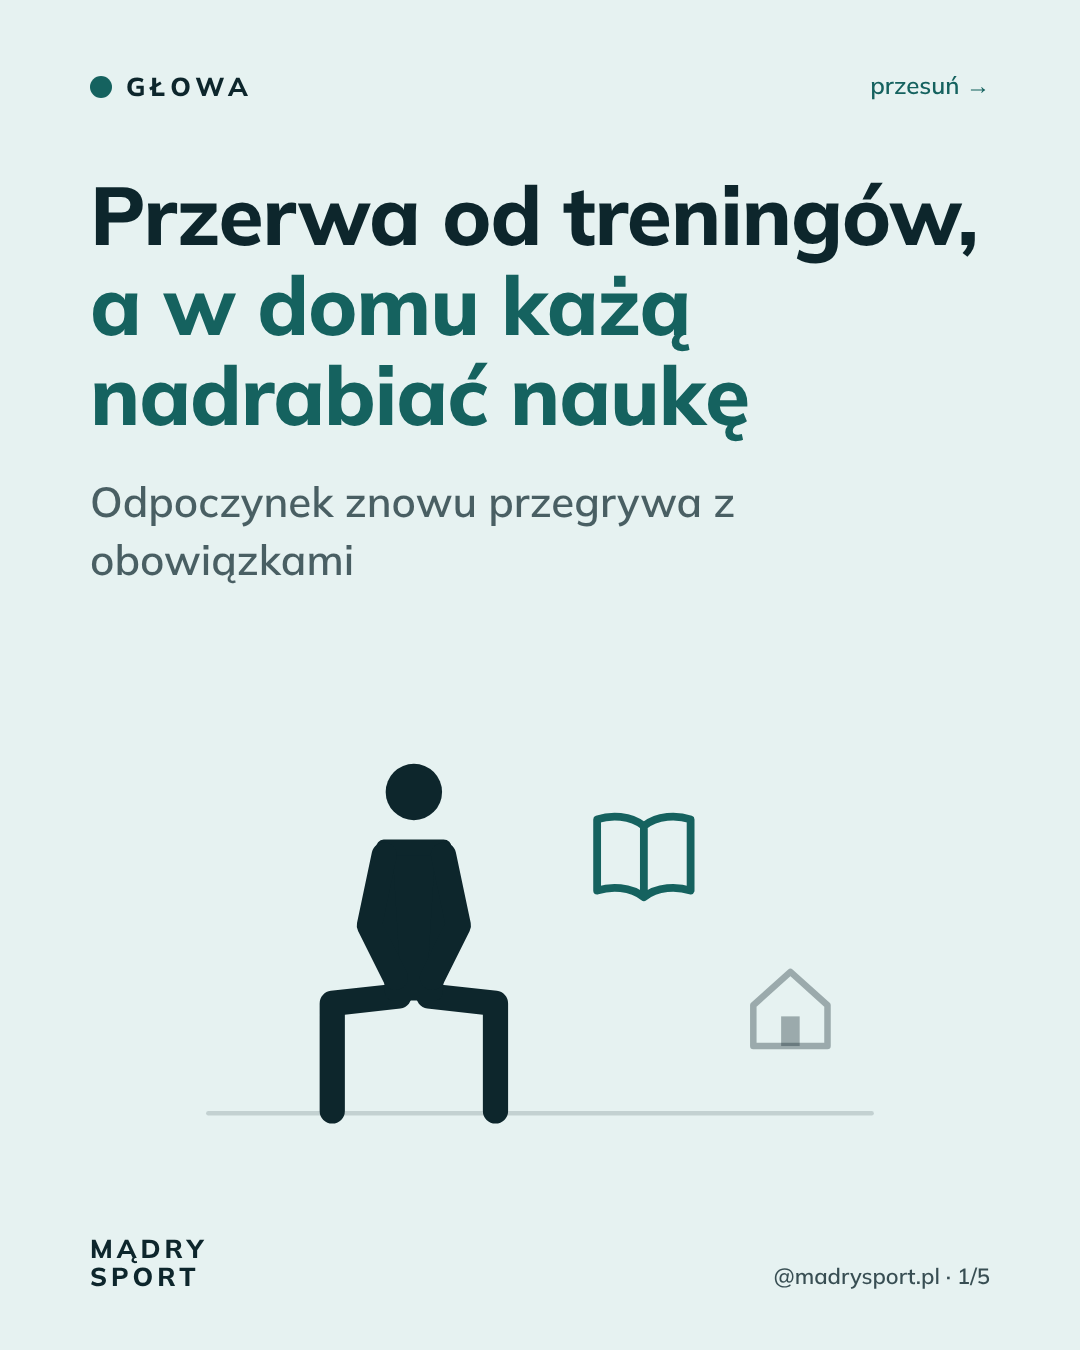 GŁOWA
przesuń →
Przerwa od treningów,
a w domu każą
nadrabiać naukę
Odpoczynek znowu przegrywa z
obowiązkami
MĄDRY
SPORT
@madrysport.pl · 1/5